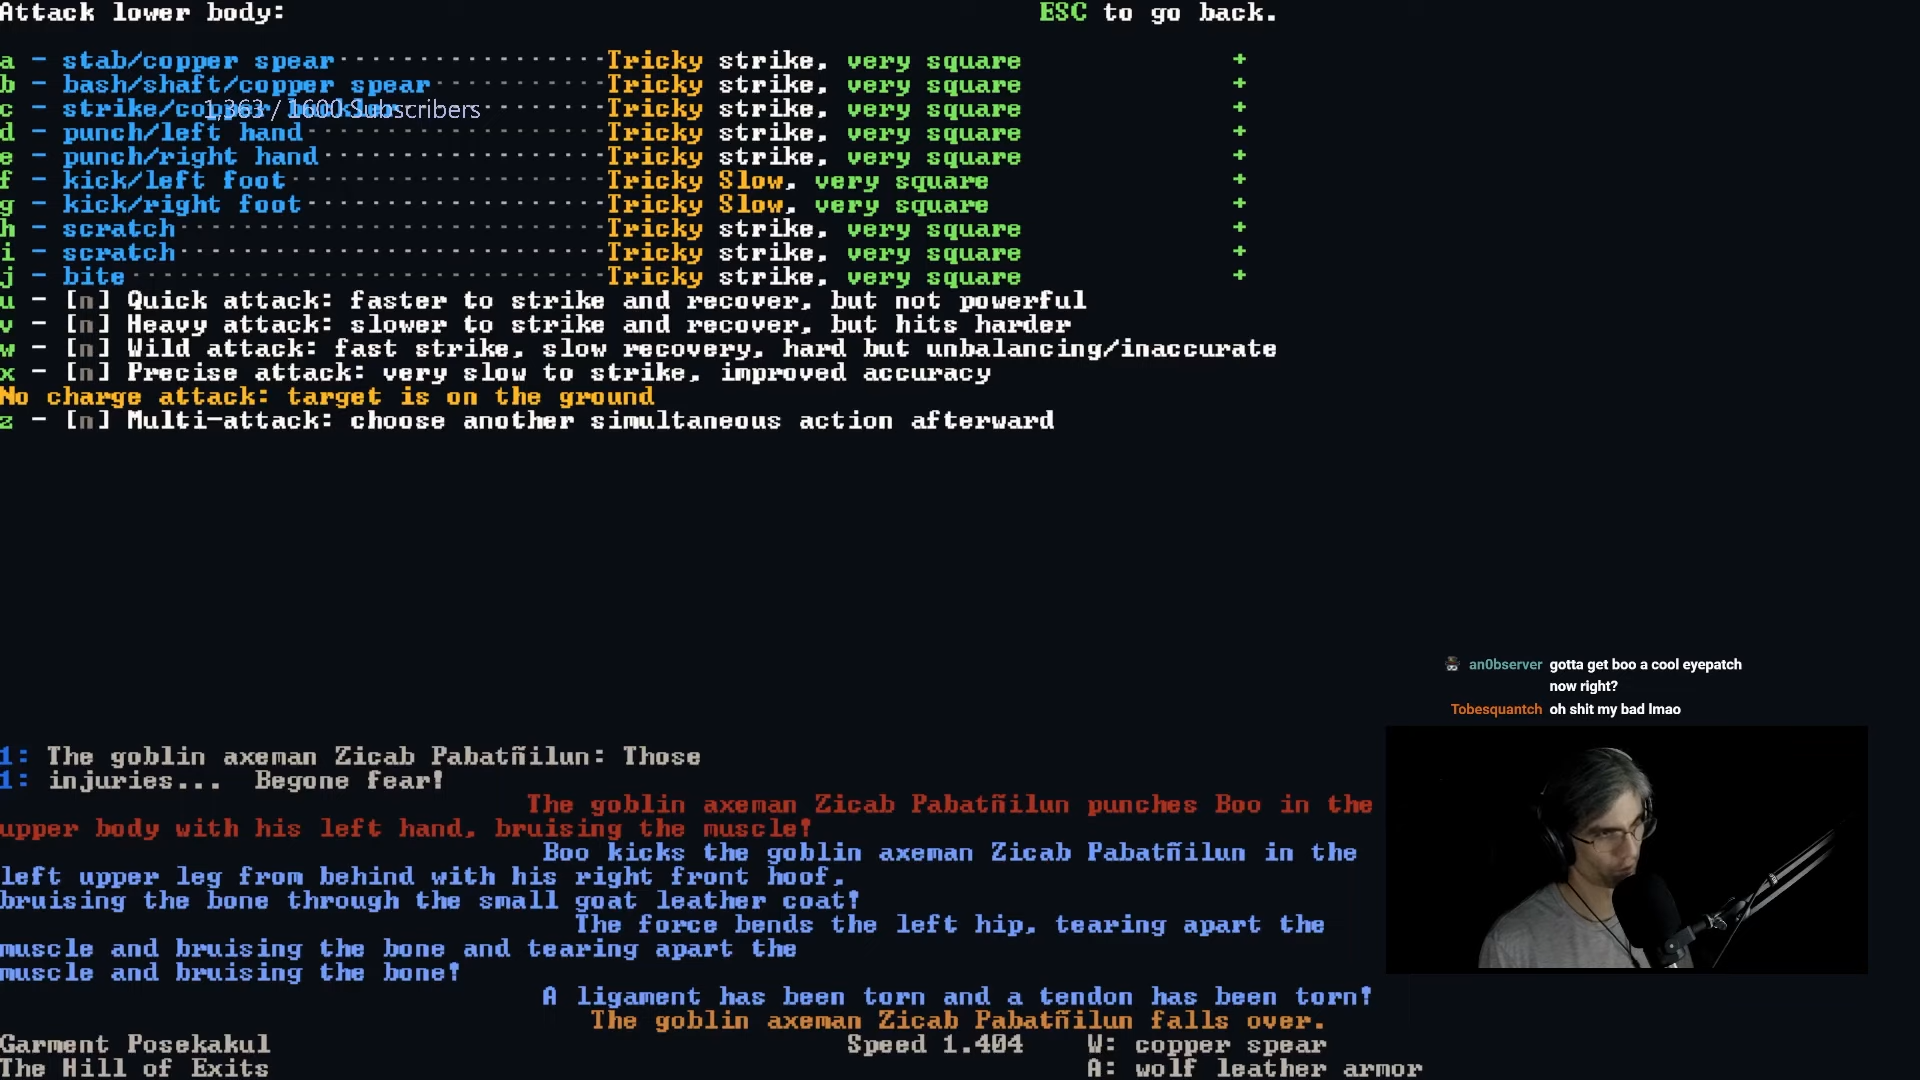 Attack lower body: ESC to go back.
a - stab/copper spear Tricky strike, very square +
b - bash/shaft/copper spear Tricky strike, very square +
c - strike/copper buckler Tricky strike, very square +
1,363 / 1600 Subscribers
d - punch/left hand Tricky strike, very square +
e - punch/right hand Tricky strike, very square +
f - kick/left foot Tricky Slow, very square +
g - kick/right foot Tricky Slow, very square +
h - scratch Tricky strike, very square +
i - scratch Tricky strike, very square +
j - bite Tricky strike, very square +
u - [n] Quick attack: faster to strike and recover, but not powerful
v - [n] Heavy attack: slower to strike and recover, but hits harder
w - [n] Wild attack: fast strike, slow recovery, hard but unbalancing/inaccurate
x - [n] Precise attack: very slow to strike, improved accuracy
No charge attack: target is on the ground
z - [n] Multi-attack: choose another simultaneous action afterward
an0bserver gotta get boo a cool eyepatch
now right?
Tobesquantch oh shit my bad lmao
1: The goblin axeman Zicab Pabatñilun: Those
1: injuries... Begone fear!
The goblin axeman Zicab Pabatñilun punches Boo in the
upper body with his left hand, bruising the muscle!
Boo kicks the goblin axeman Zicab Pabatñilun in the
left upper leg from behind with his right front hoof,
bruising the bone through the small goat leather coat!
The force bends the left hip, tearing apart the
muscle and bruising the bone and tearing apart the
muscle and bruising the bone!
A ligament has been torn and a tendon has been torn!
The goblin axeman Zicab Pabatñilun falls over.
Garment Posekakul Speed 1.404 W: copper spear
The Hill of Exits A: wolf leather armor